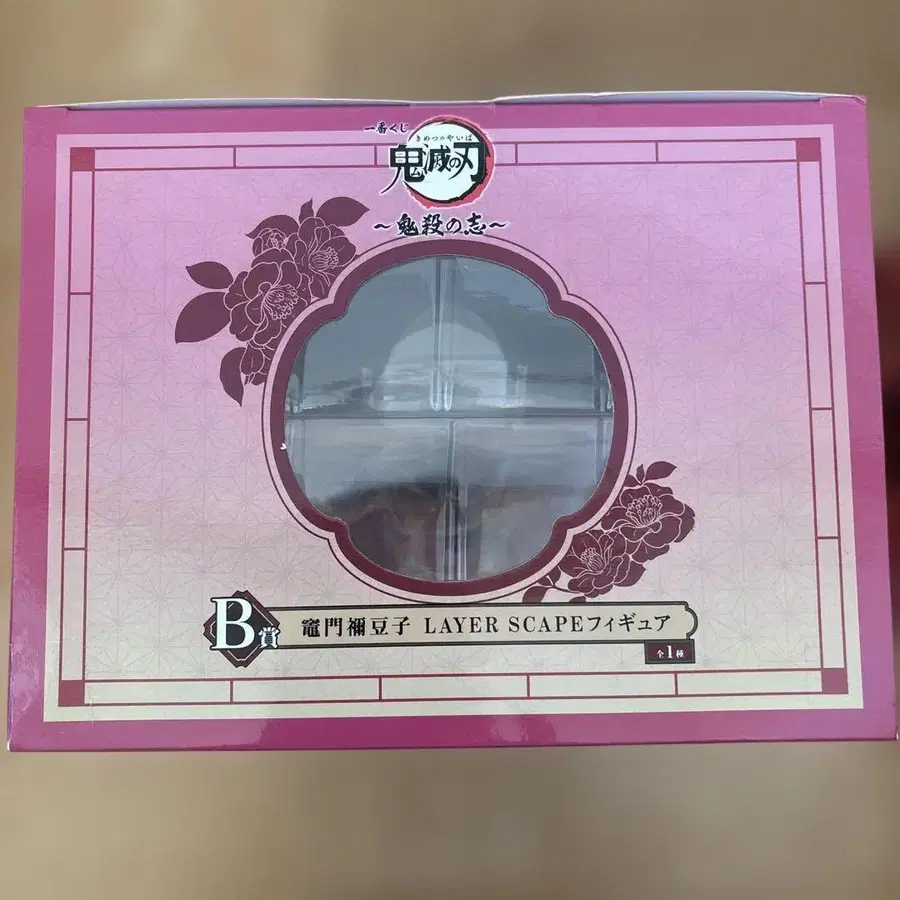 一番くじ
きめつのやいば
鬼滅の刃
～鬼殺の志～
B賞
竈門禰豆子 LAYER SCAPEフィギュア
全1種